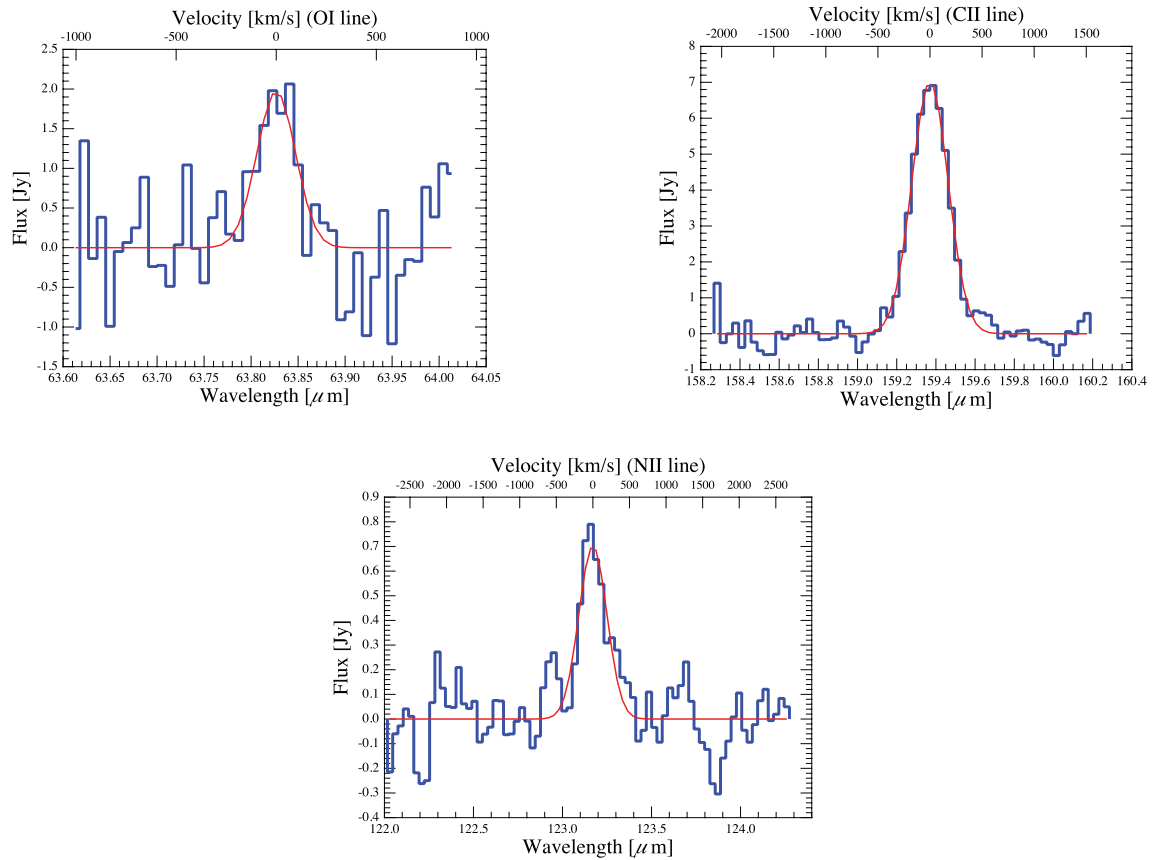 Velocity [km/s] (OI line)
-1000 -500 0 500 1000
2.5
2.0
1.5
1.0
0.5
0.0
-0.5
-1.0
-1.5
Flux [Jy]
63.60 63.65 63.70 63.75 63.80 63.85 63.90 63.95 64.00 64.05
Wavelength [μm]
Velocity [km/s] (CII line)
-2000 -1500 -1000 -500 0 500 1000 1500
8
7
6
5
4
3
2
1
0
-1
Flux [Jy]
158.2 158.4 158.6 158.8 159.0 159.2 159.4 159.6 159.8 160.0 160.2 160.4
Wavelength [μm]
Velocity [km/s] (NII line)
-2500 -2000 -1500 -1000 -500 0 500 1000 1500 2000 2500
0.9
0.8
0.7
0.6
0.5
0.4
0.3
0.2
0.1
0.0
-0.1
-0.2
-0.3
-0.4
Flux [Jy]
122.0 122.5 123.0 123.5 124.0
Wavelength [μm]